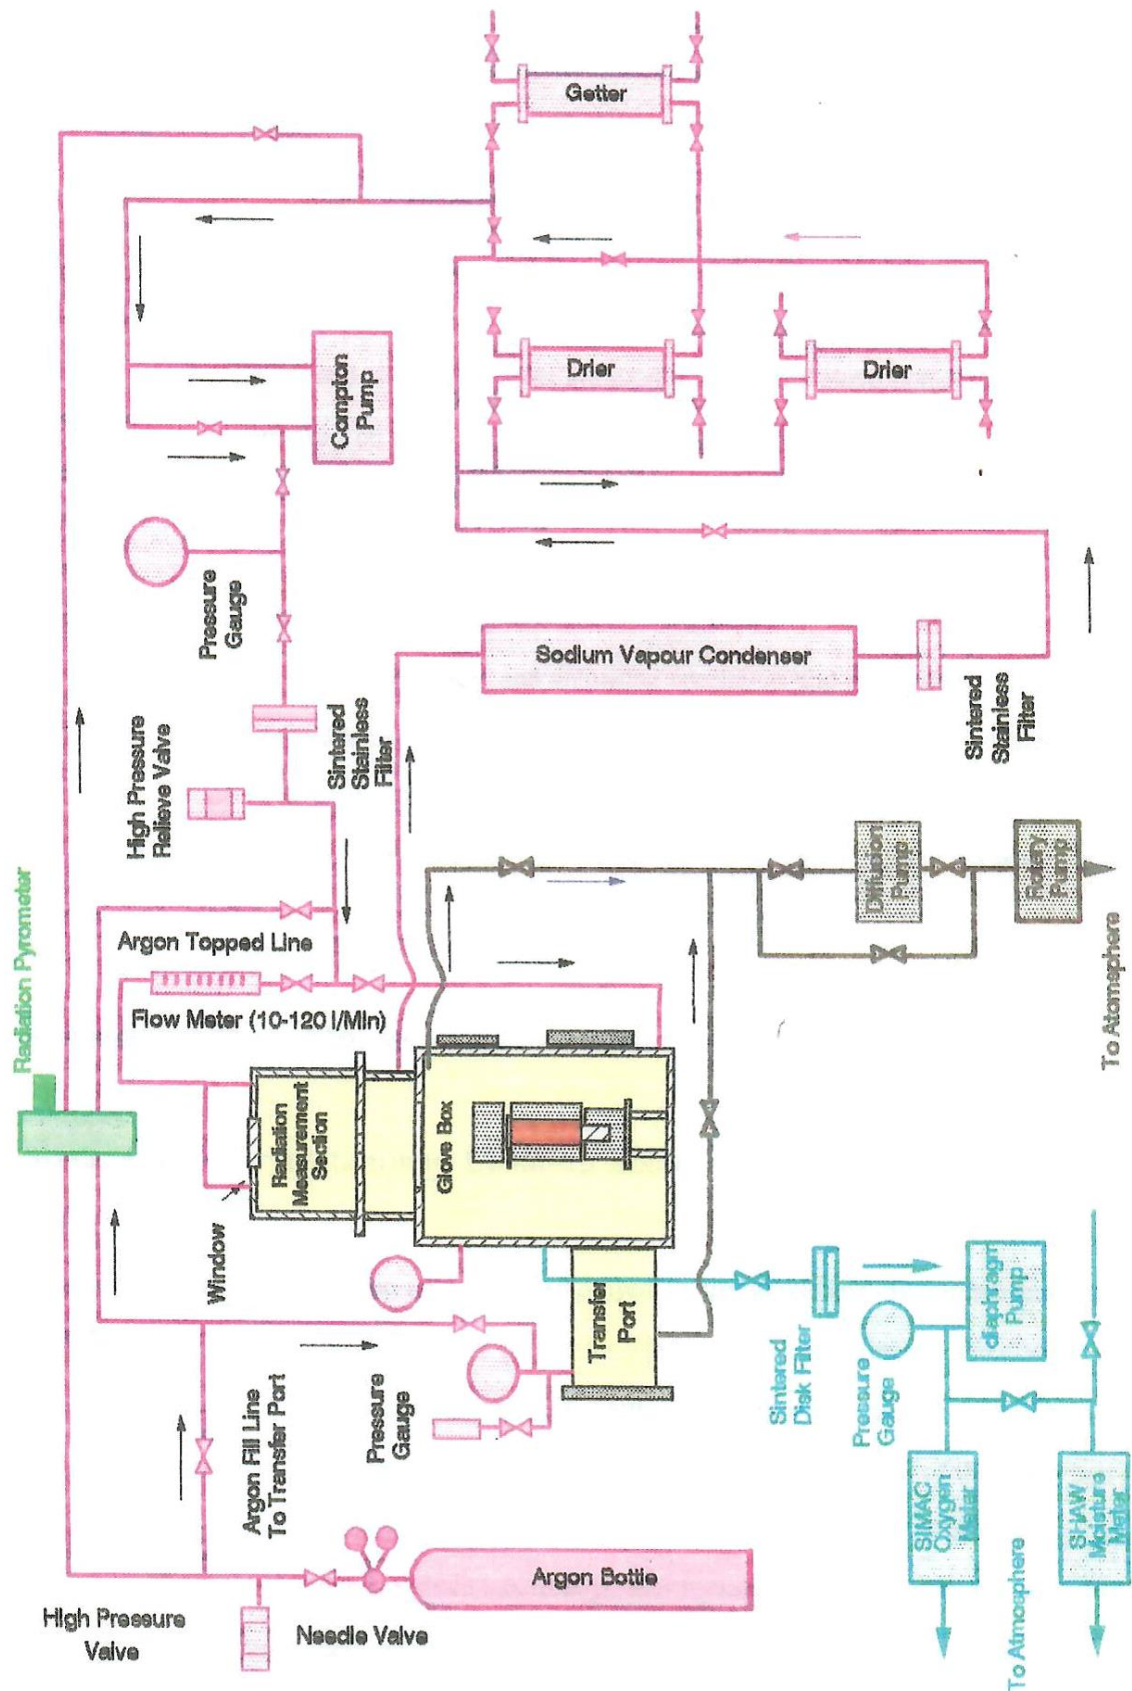 Getter
Drier
Drier
Compton
Pump
Pressure
Gauge
Sodium Vapour Condenser
Sintered
Stainless
Filter
High Pressure
Relieve Valve
Sintered
Stainless
Filter
Radiation Pyrometer
Argon Topped Line
Flow Meter (10-120 l/Min)
Diffusion
Pump
Rotary
Pump
To Atomsphere
Radiation
Measurement
Section
Glove Box
Window
Transfer
Port
Pressure
Gauge
Argon Fill Line
To Transfer Port
Sintered
Disk Filter
Pressure
Gauge
diaphragm
Pump
SIMAC
Oxygen
Meter
SHAW
Moisture
Meter
To Atmosphere
High Pressure
Valve
Needle Valve
Argon Bottle